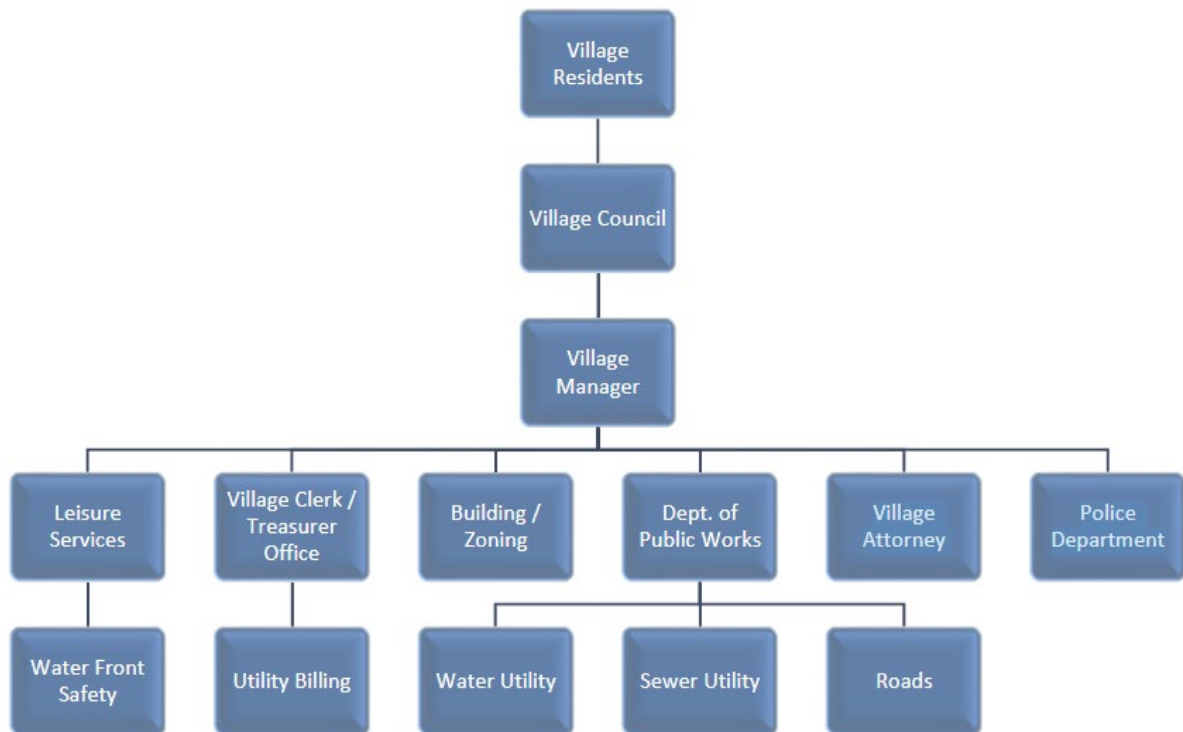 Village
Residents
Village Council
Village
Manager
Leisure
Services
Village Clerk /
Treasurer
Office
Building /
Zoning
Dept. of
Public Works
Village
Attorney
Police
Department
Water Front
Safety
Utility Billing
Water Utility
Sewer Utility
Roads